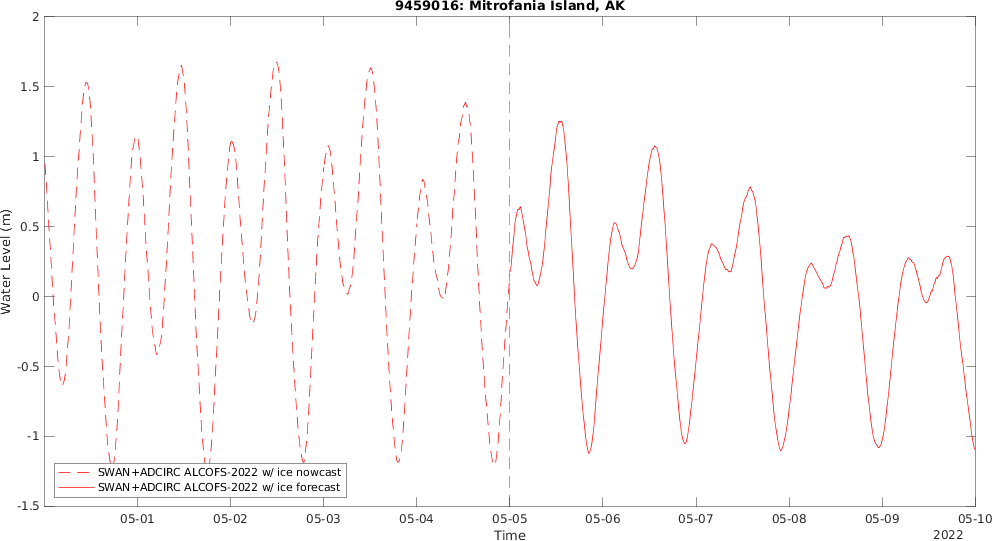 9459016: Mitrofania Island, AK
2
1.5
1
0.5
0
-0.5
-1
-1.5
Water Level (m)
SWAN+ADCIRC ALCOFS-2022 w/ ice nowcast
SWAN+ADCIRC ALCOFS-2022 w/ ice forecast
05-01 05-02 05-03 05-04 05-05 05-06 05-07 05-08 05-09 05-10
Time
2022